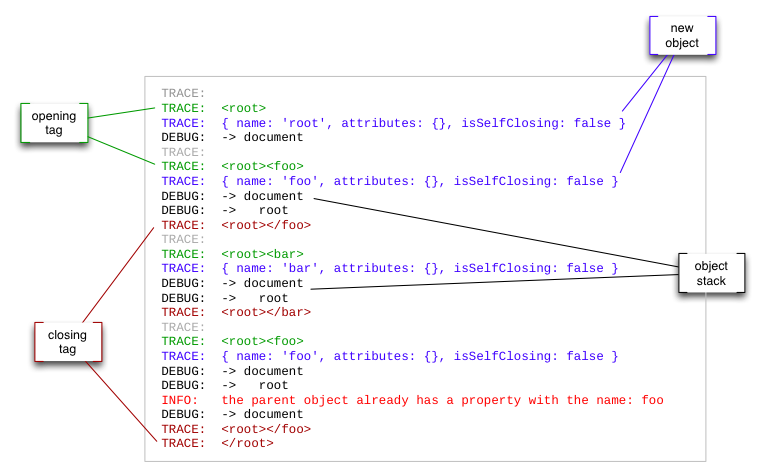 new
object
opening
tag
TRACE:
TRACE:  <root>
TRACE:  { name: 'root', attributes: {}, isSelfClosing: false }
DEBUG:  -> document
TRACE:
TRACE:  <root><foo>
TRACE:  { name: 'foo', attributes: {}, isSelfClosing: false }
DEBUG:  -> document
DEBUG:  ->   root
TRACE:  <root></foo>
TRACE:
TRACE:  <root><bar>
TRACE:  { name: 'bar', attributes: {}, isSelfClosing: false }
DEBUG:  -> document
DEBUG:  ->   root
TRACE:  <root></bar>
TRACE:
TRACE:  <root><foo>
TRACE:  { name: 'foo', attributes: {}, isSelfClosing: false }
DEBUG:  -> document
DEBUG:  ->   root
INFO:   the parent object already has a property with the name: foo
DEBUG:  -> document
TRACE:  <root></foo>
TRACE:  </root>
object
stack
closing
tag